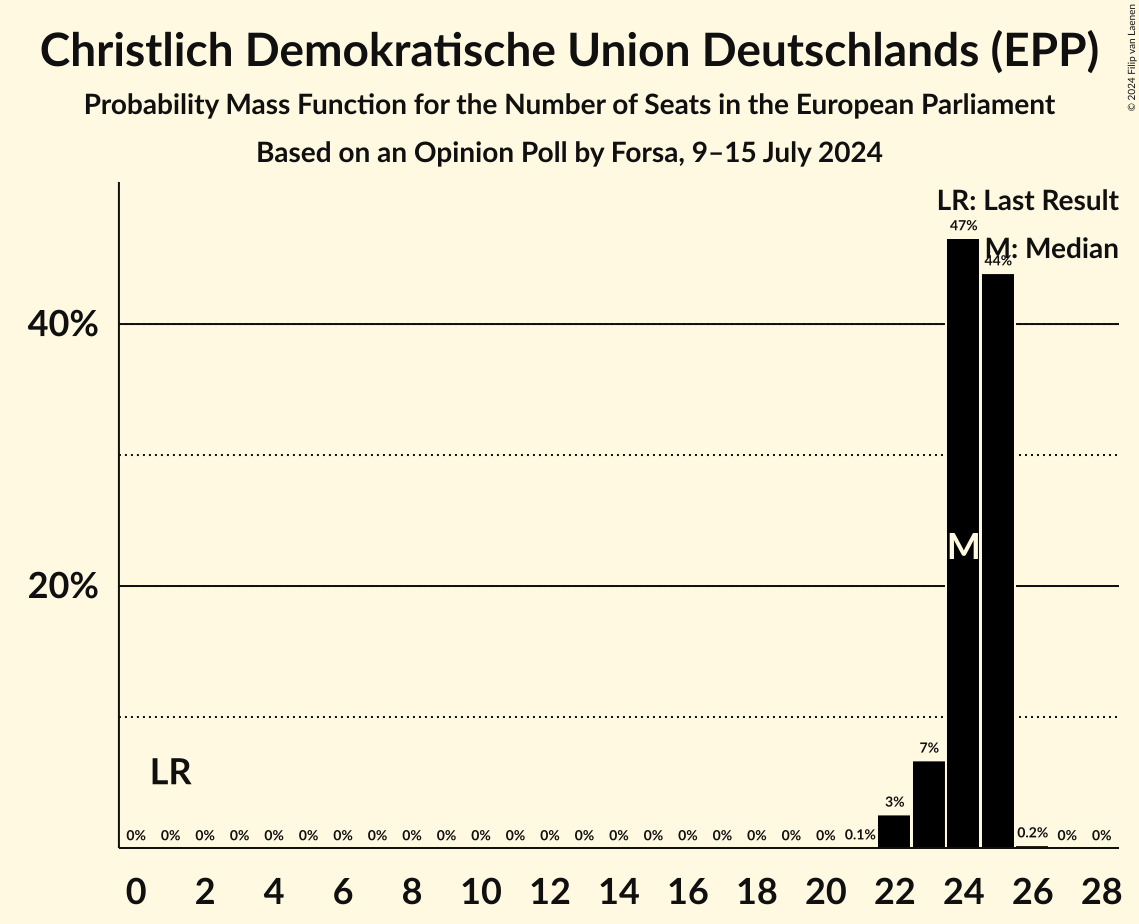 Christlich Demokratische Union Deutschlands (EPP)
Probability Mass Function for the Number of Seats in the European Parliament
Based on an Opinion Poll by Forsa, 9–15 July 2024
© 2024 Filip van Laenen
LR: Last Result
M: Median
47%
44%
40%
20%
M
LR
7%
3%
0% 0% 0% 0% 0% 0% 0% 0% 0% 0% 0% 0% 0% 0% 0% 0% 0% 0% 0% 0% 0% 0.1% 0.2% 0% 0%
0 2 4 6 8 10 12 14 16 18 20 22 24 26 28